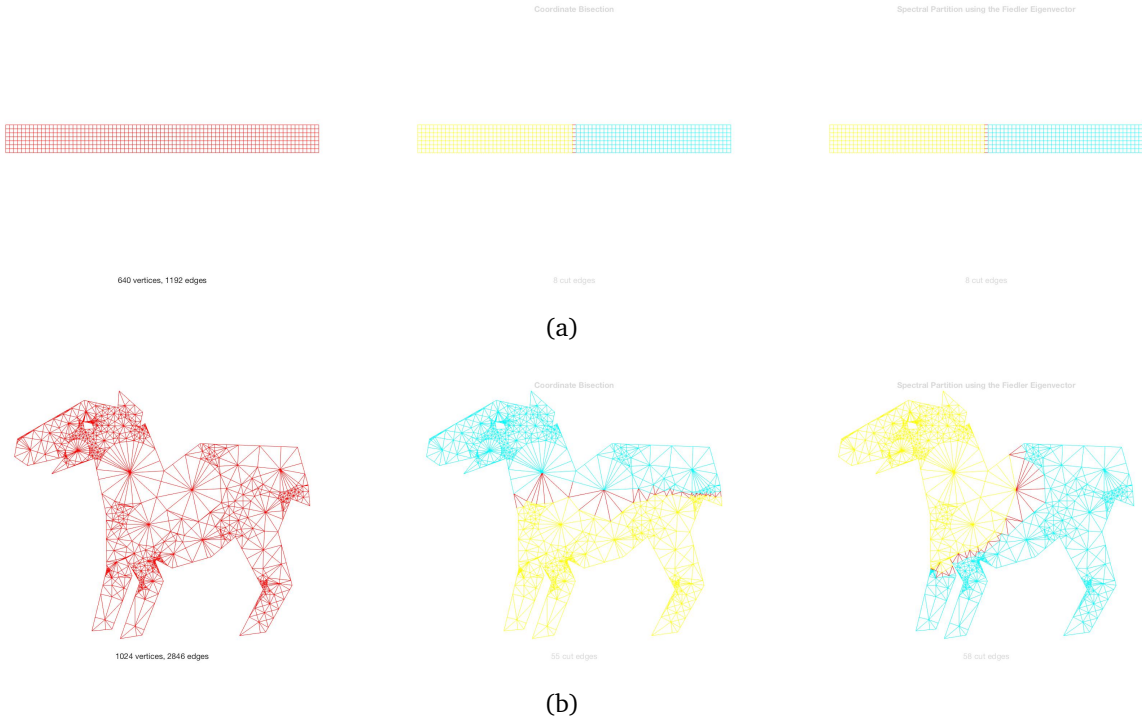 Coordinate Bisection
Spectral Partition using the Fiedler Eigenvector
640 vertices, 1192 edges
8 cut edges
8 cut edges
(a)
Coordinate Bisection
Spectral Partition using the Fiedler Eigenvector
1024 vertices, 2846 edges
55 cut edges
58 cut edges
(b)